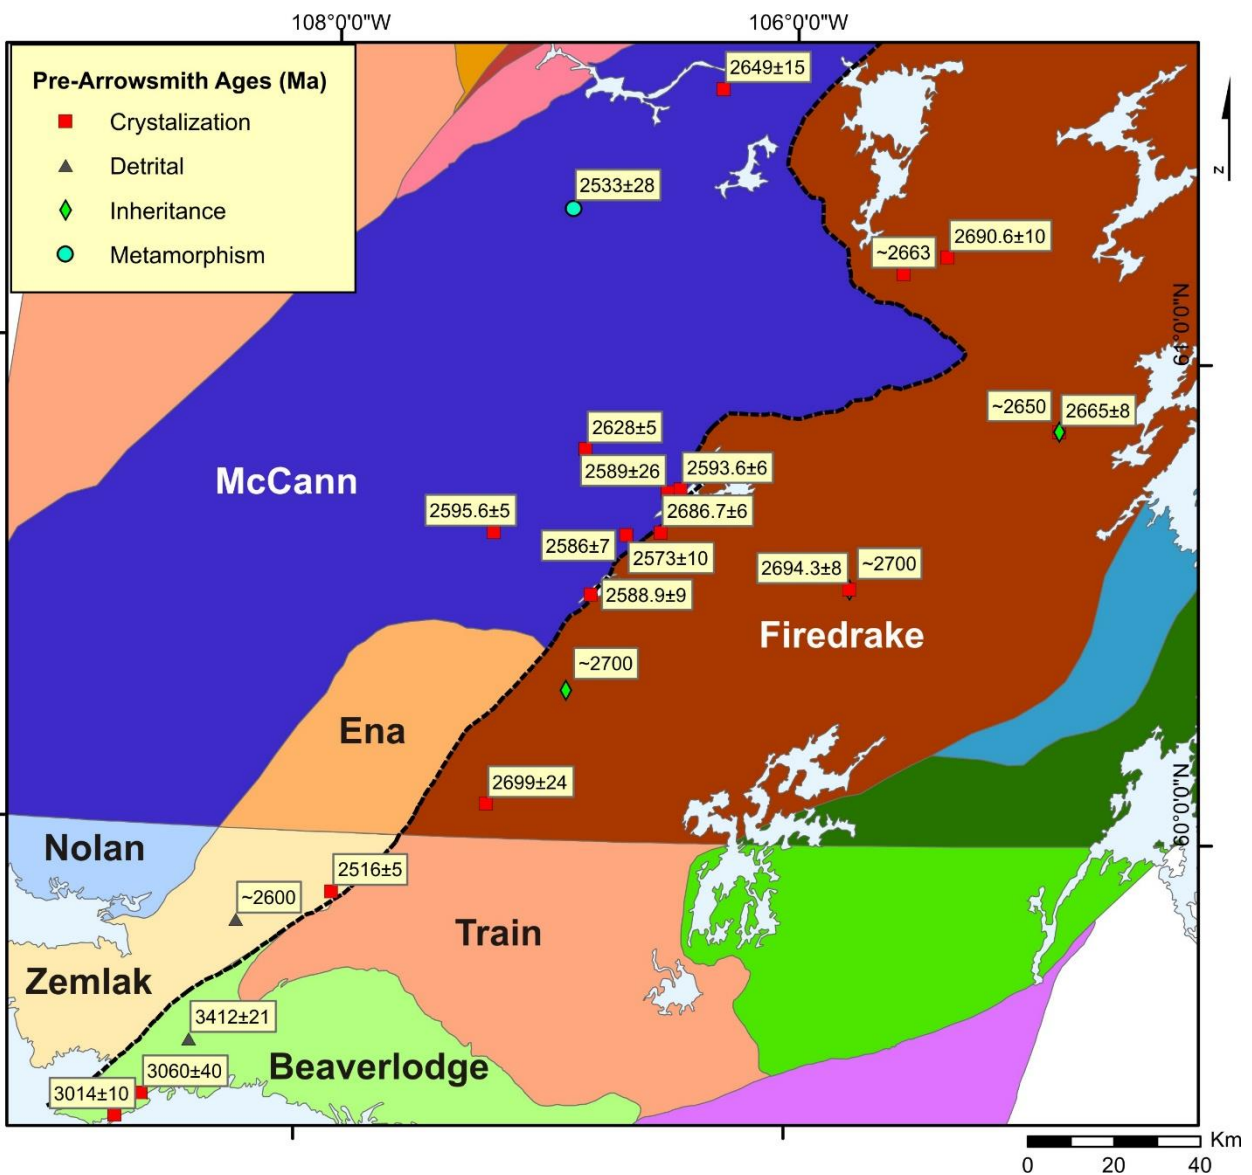 108°0'0"W
106°0'0"W
Pre-Arrowsmith Ages (Ma)
Crystalization
Detrital
Inheritance
Metamorphism
2649±15
z
2533±28
2690.6±10
~2663
61°0'0"N
~2650
2665±8
2628±5
2589±26
2593.6±6
McCann
2595.6±5
2686.7±6
2586±7
2573±10
2694.3±8
~2700
2588.9±9
Firedrake
~2700
Ena
2699±24
60°0'0"N
Nolan
2516±5
~2600
Train
Zemlak
3412±21
Beaverlodge
3060±40
3014±10
Km
0
20
40